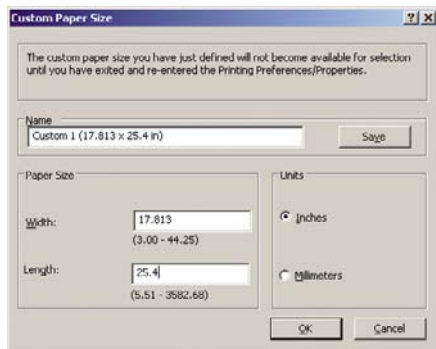 Custom Paper Size
The custom paper size you have just defined will not become available for selection
until you have exited and re-entered the Printing Preferences/Properties.
Name
Custom 1 (17.813 x 25.4 in)
Save
Paper Size
Width:
17.813
(3.00 - 44.25)
Length:
25.4
(5.51 - 3582.68)
Units
Inches
Milimeters
OK
Cancel